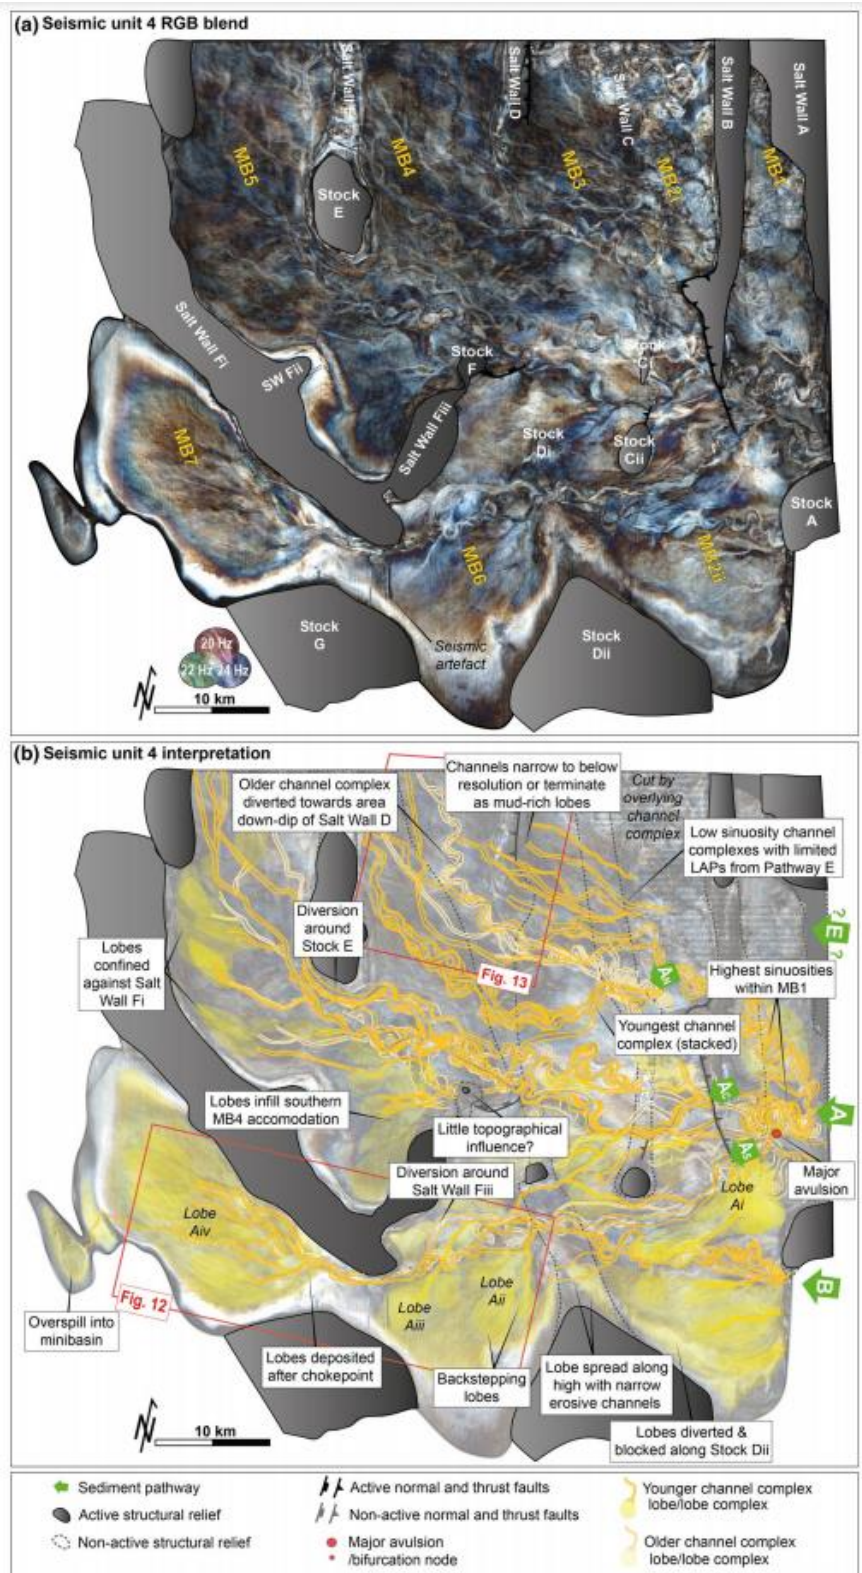 (a) Seismic unit 4 RGB blend
Salt Wall E
Salt Wall D
Salt Wall C
Salt Wall B
Salt Wall A
MB5
MB4
MB3
MB2i
MB1
Stock
E
Salt Wall Fi
SW Fii
Stock
F
Stock
Ci
Salt Wall Fiii
Stock
Di
Stock
Cii
Stock
A
MB7
MB6
MB2ii
Stock
G
Stock
Dii
Seismic
artefact
20 Hz
22 Hz
24 Hz
N
10 km
(b) Seismic unit 4 interpretation
Older channel complex
diverted towards area
down-dip of Salt Wall D
Channels narrow to below
resolution or terminate
as mud-rich lobes
Cut by
overlying
channel
complex
Low sinuosity channel
complexes with limited
LAPs from Pathway E
Diversion
around
Stock E
? E ?
Lobes
confined
against Salt
Wall Fi
Fig. 13
Highest sinuosities
within MB1
Youngest channel
complex (stacked)
A
Lobes infill southern
MB4 accomodation
Little topographical
influence?
Diversion around
Salt Wall Fiii
Major
avulsion
Lobe
Ai
Lobe
Aiv
B
Lobe
Aii
Lobe
Aiii
Fig. 12
Overspill into
minibasin
Lobes deposited
after chokepoint
Backstepping
lobes
Lobe spread along
high with narrow
erosive channels
Lobes diverted &
blocked along Stock Dii
N
10 km
Sediment pathway
Active structural relief
Non-active structural relief
Active normal and thrust faults
Non-active normal and thrust faults
Major avulsion
/bifurcation node
Younger channel complex
lobe/lobe complex
Older channel complex
lobe/lobe complex